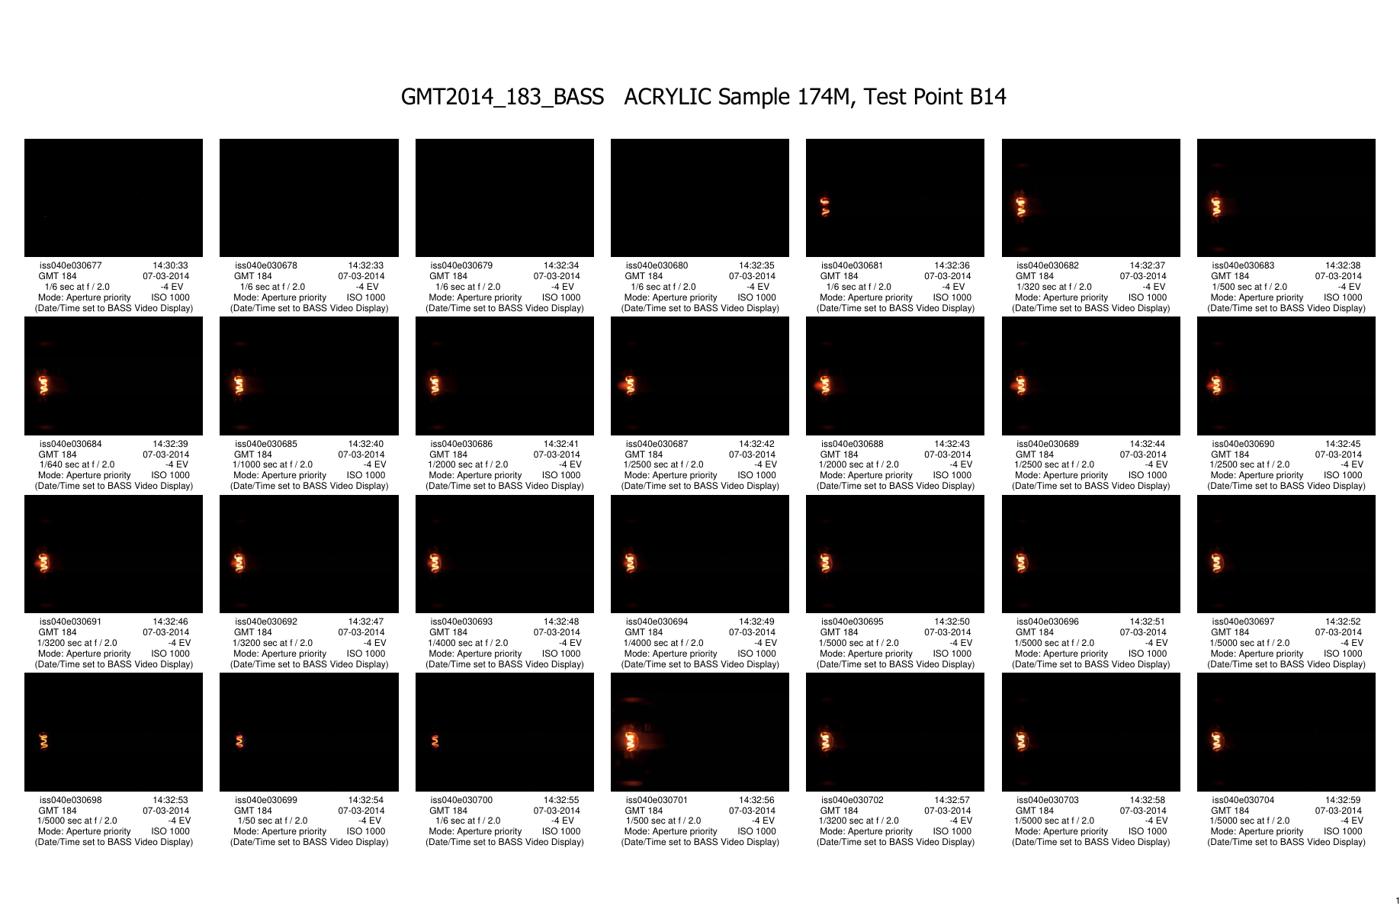 GMT2014_183_BASS ACRYLIC Sample 174M, Test Point B14
iss040e030677 14:30:33
GMT 184 07-03-2014
1/6 sec at f / 2.0 -4 EV
Mode: Aperture priority ISO 1000
(Date/Time set to BASS Video Display)
iss040e030678 14:32:33
GMT 184 07-03-2014
1/6 sec at f / 2.0 -4 EV
Mode: Aperture priority ISO 1000
(Date/Time set to BASS Video Display)
iss040e030679 14:32:34
GMT 184 07-03-2014
1/6 sec at f / 2.0 -4 EV
Mode: Aperture priority ISO 1000
(Date/Time set to BASS Video Display)
iss040e030680 14:32:35
GMT 184 07-03-2014
1/6 sec at f / 2.0 -4 EV
Mode: Aperture priority ISO 1000
(Date/Time set to BASS Video Display)
iss040e030681 14:32:36
GMT 184 07-03-2014
1/6 sec at f / 2.0 -4 EV
Mode: Aperture priority ISO 1000
(Date/Time set to BASS Video Display)
iss040e030682 14:32:37
GMT 184 07-03-2014
1/320 sec at f / 2.0 -4 EV
Mode: Aperture priority ISO 1000
(Date/Time set to BASS Video Display)
iss040e030683 14:32:38
GMT 184 07-03-2014
1/500 sec at f / 2.0 -4 EV
Mode: Aperture priority ISO 1000
(Date/Time set to BASS Video Display)
iss040e030684 14:32:39
GMT 184 07-03-2014
1/640 sec at f / 2.0 -4 EV
Mode: Aperture priority ISO 1000
(Date/Time set to BASS Video Display)
iss040e030685 14:32:40
GMT 184 07-03-2014
1/1000 sec at f / 2.0 -4 EV
Mode: Aperture priority ISO 1000
(Date/Time set to BASS Video Display)
iss040e030686 14:32:41
GMT 184 07-03-2014
1/2000 sec at f / 2.0 -4 EV
Mode: Aperture priority ISO 1000
(Date/Time set to BASS Video Display)
iss040e030687 14:32:42
GMT 184 07-03-2014
1/2500 sec at f / 2.0 -4 EV
Mode: Aperture priority ISO 1000
(Date/Time set to BASS Video Display)
iss040e030688 14:32:43
GMT 184 07-03-2014
1/2000 sec at f / 2.0 -4 EV
Mode: Aperture priority ISO 1000
(Date/Time set to BASS Video Display)
iss040e030689 14:32:44
GMT 184 07-03-2014
1/2500 sec at f / 2.0 -4 EV
Mode: Aperture priority ISO 1000
(Date/Time set to BASS Video Display)
iss040e030690 14:32:45
GMT 184 07-03-2014
1/2500 sec at f / 2.0 -4 EV
Mode: Aperture priority ISO 1000
(Date/Time set to BASS Video Display)
iss040e030691 14:32:46
GMT 184 07-03-2014
1/3200 sec at f / 2.0 -4 EV
Mode: Aperture priority ISO 1000
(Date/Time set to BASS Video Display)
iss040e030692 14:32:47
GMT 184 07-03-2014
1/3200 sec at f / 2.0 -4 EV
Mode: Aperture priority ISO 1000
(Date/Time set to BASS Video Display)
iss040e030693 14:32:48
GMT 184 07-03-2014
1/4000 sec at f / 2.0 -4 EV
Mode: Aperture priority ISO 1000
(Date/Time set to BASS Video Display)
iss040e030694 14:32:49
GMT 184 07-03-2014
1/4000 sec at f / 2.0 -4 EV
Mode: Aperture priority ISO 1000
(Date/Time set to BASS Video Display)
iss040e030695 14:32:50
GMT 184 07-03-2014
1/5000 sec at f / 2.0 -4 EV
Mode: Aperture priority ISO 1000
(Date/Time set to BASS Video Display)
iss040e030696 14:32:51
GMT 184 07-03-2014
1/5000 sec at f / 2.0 -4 EV
Mode: Aperture priority ISO 1000
(Date/Time set to BASS Video Display)
iss040e030697 14:32:52
GMT 184 07-03-2014
1/5000 sec at f / 2.0 -4 EV
Mode: Aperture priority ISO 1000
(Date/Time set to BASS Video Display)
iss040e030698 14:32:53
GMT 184 07-03-2014
1/5000 sec at f / 2.0 -4 EV
Mode: Aperture priority ISO 1000
(Date/Time set to BASS Video Display)
iss040e030699 14:32:54
GMT 184 07-03-2014
1/50 sec at f / 2.0 -4 EV
Mode: Aperture priority ISO 1000
(Date/Time set to BASS Video Display)
iss040e030700 14:32:55
GMT 184 07-03-2014
1/6 sec at f / 2.0 -4 EV
Mode: Aperture priority ISO 1000
(Date/Time set to BASS Video Display)
iss040e030701 14:32:56
GMT 184 07-03-2014
1/500 sec at f / 2.0 -4 EV
Mode: Aperture priority ISO 1000
(Date/Time set to BASS Video Display)
iss040e030702 14:32:57
GMT 184 07-03-2014
1/3200 sec at f / 2.0 -4 EV
Mode: Aperture priority ISO 1000
(Date/Time set to BASS Video Display)
iss040e030703 14:32:58
GMT 184 07-03-2014
1/5000 sec at f / 2.0 -4 EV
Mode: Aperture priority ISO 1000
(Date/Time set to BASS Video Display)
iss040e030704 14:32:59
GMT 184 07-03-2014
1/5000 sec at f / 2.0 -4 EV
Mode: Aperture priority ISO 1000
(Date/Time set to BASS Video Display)